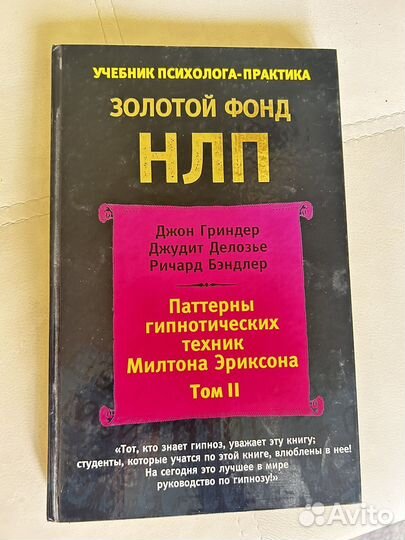 УЧЕБНИК ПСИХОЛОГА-ПРАКТИКА
ЗОЛОТОЙ ФОНД
НЛП
Джон Гриндер
Джудит Делозье
Ричард Бэндлер
Паттерны
гипнотических
техник
Милтона Эриксона
Том II
«Тот, кто знает гипноз, уважает эту книгу;
студенты, которые учатся по этой книге, влюблены в нее!
На сегодня это лучшее в мире
руководство по гипнозу!»
Avito